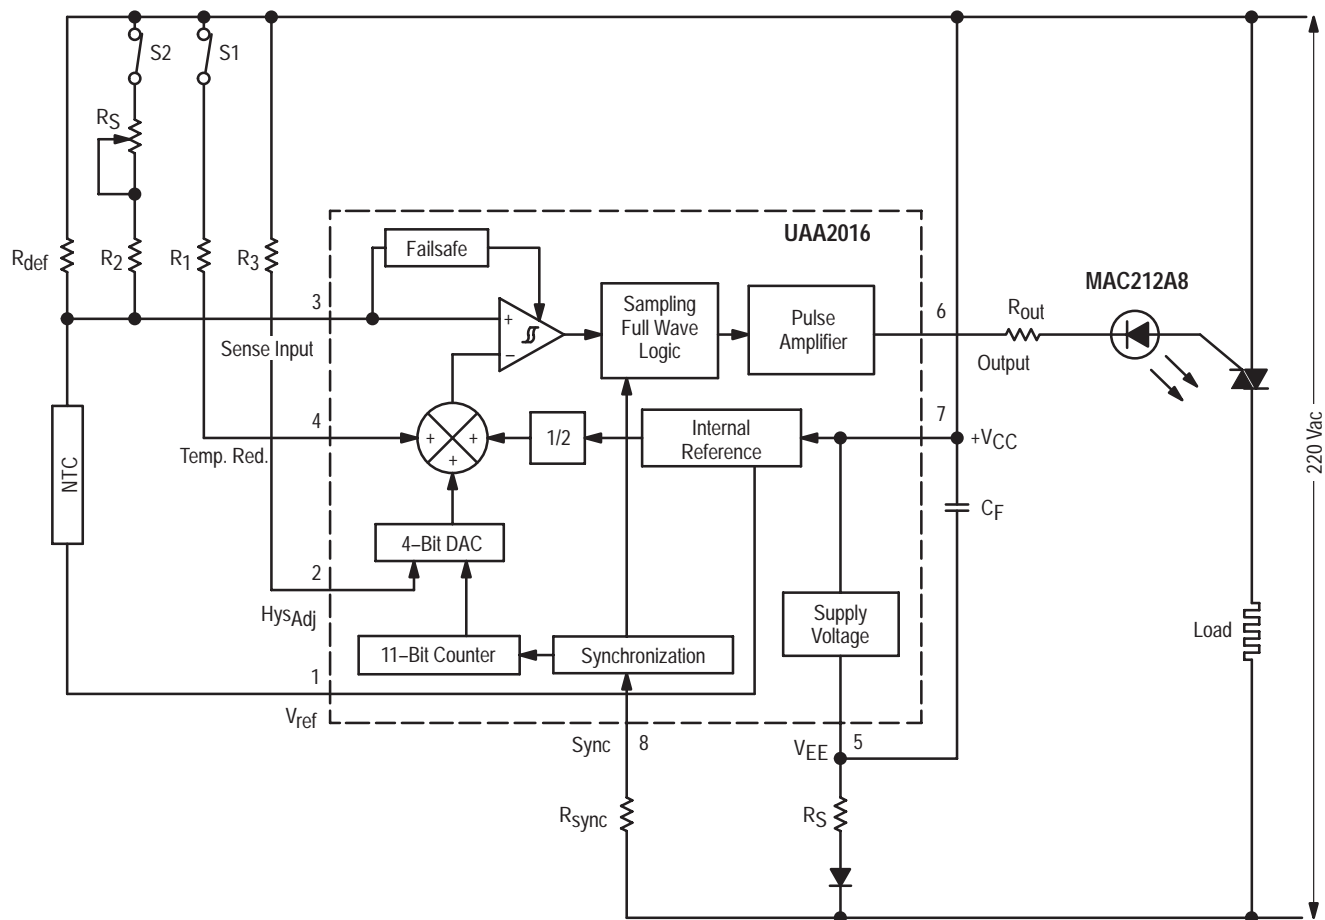 S2
S1
RS
UAA2016
Failsafe
MAC212A8
Rdef
R2
R1
R3
3
Sampling
Full Wave
Logic
Pulse
Amplifier
6
Rout
+
–
Sense Input
Output
4
Temp. Red.
+
+
+
1/2
Internal
Reference
7
+VCC
220 Vac
NTC
CF
4–Bit DAC
2
HysAdj
Supply
Voltage
Load
11–Bit Counter
Synchronization
1
Vref
Sync
8
VEE
5
Rsync
RS